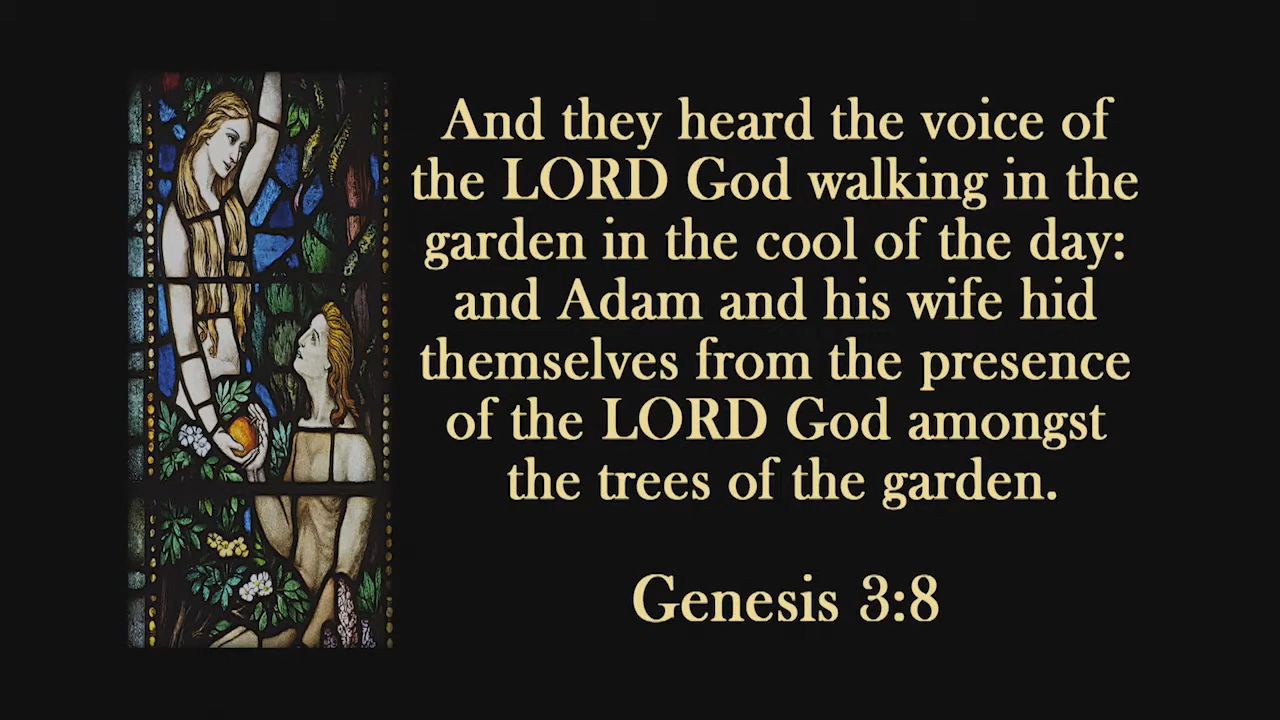 And they heard the voice of
the LORD God walking in the
garden in the cool of the day:
and Adam and his wife hid
themselves from the presence
of the LORD God amongst
the trees of the garden.
Genesis 3:8